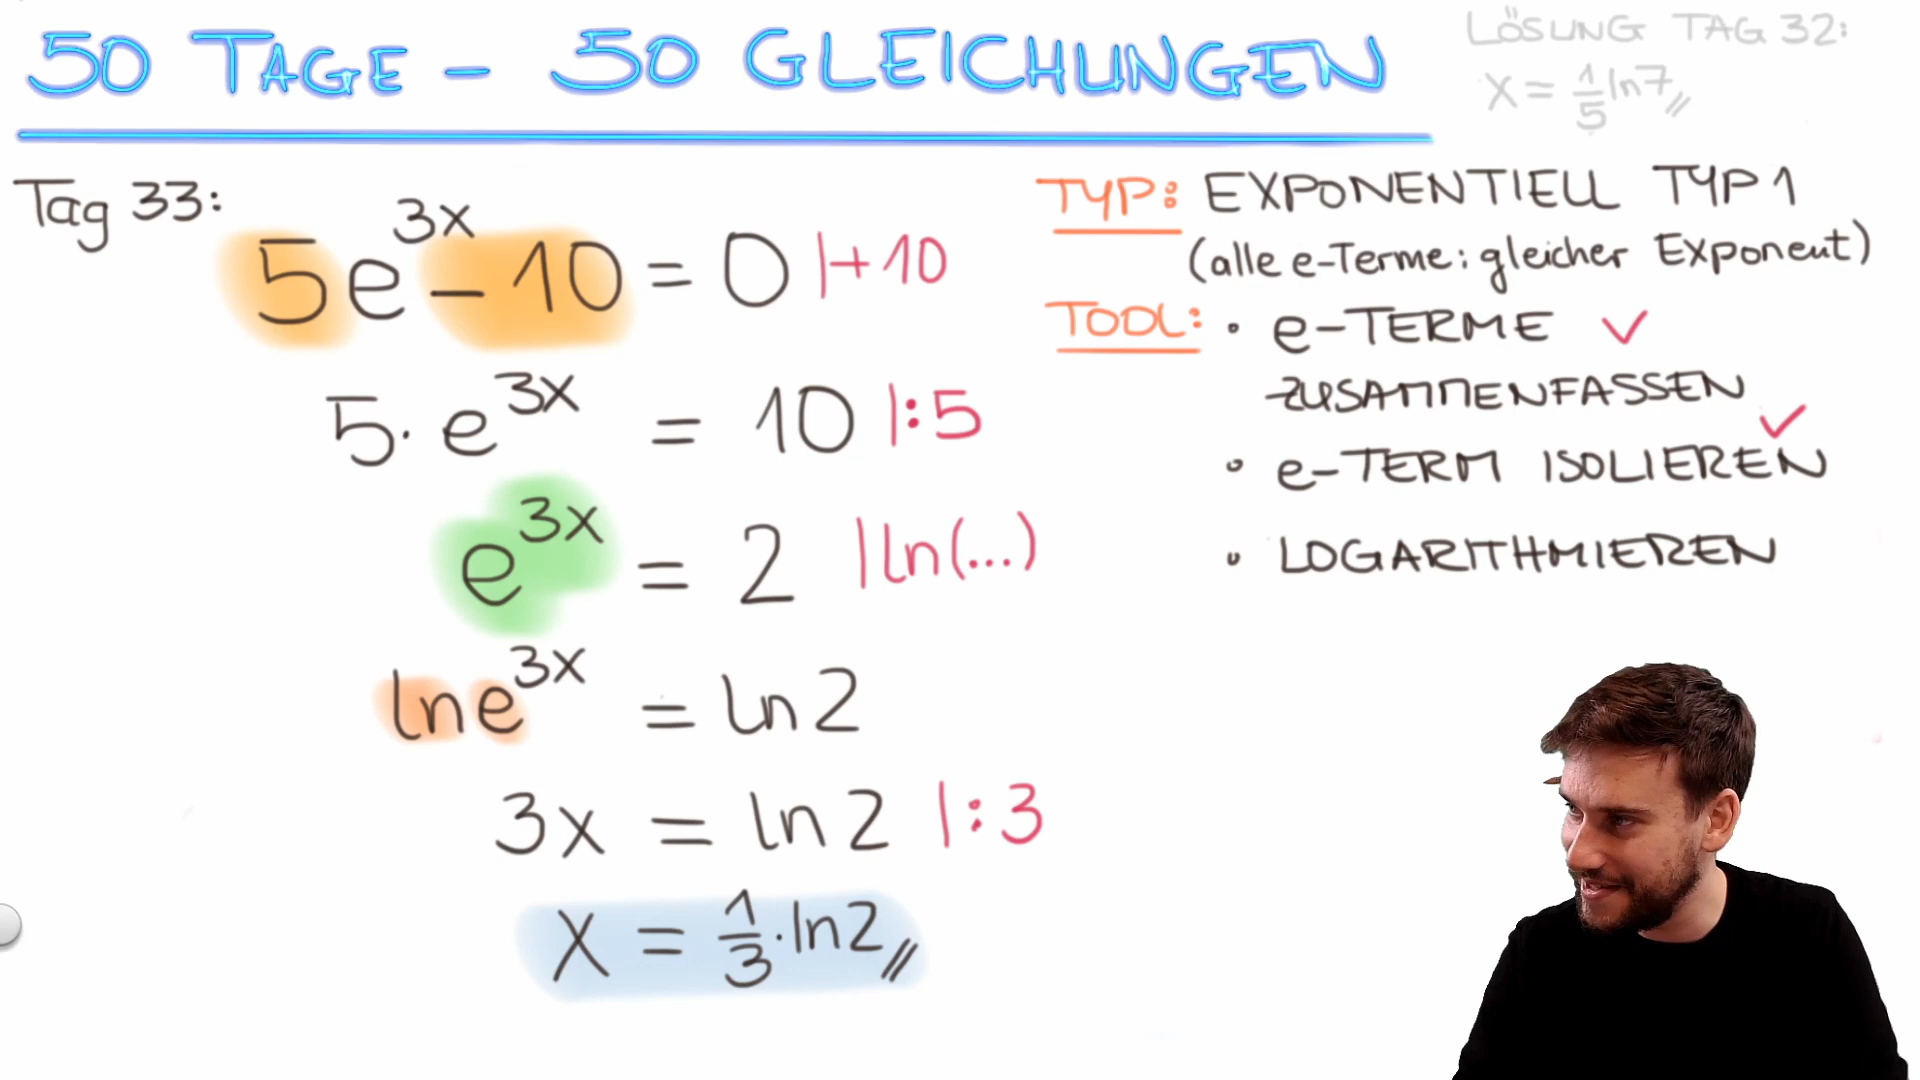 50 TAGE – 50 GLEICHUNGEN
LÖSUNG TAG 32:
x = 1/5 ln7
Tag 33:
5e^{3x} – 10 = 0 |+10
5·e^{3x} = 10 |:5
e^{3x} = 2 |ln(...)
ln e^{3x} = ln 2
3x = ln 2 |:3
x = 1/3 · ln 2
TYP: EXPONENTIELL TYP 1
(alle e-Terme: gleicher Exponent)
TOOL: • e-TERME ✓
ZUSAMMENFASSEN
• e-TERM ISOLIEREN ✓
• LOGARITHMIEREN